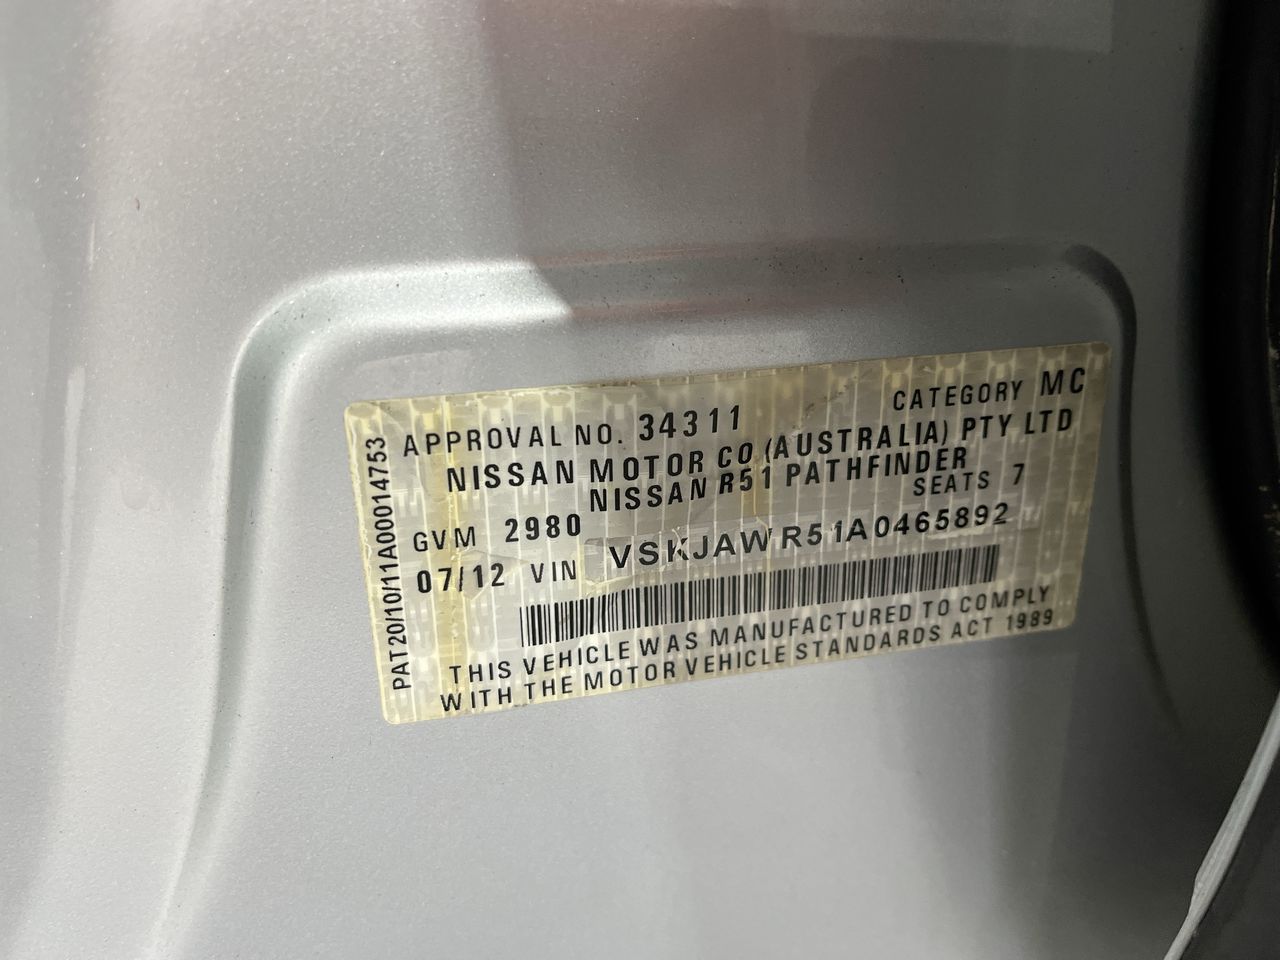 APPROVAL NO. 34311 CATEGORY MC
NISSAN MOTOR CO (AUSTRALIA) PTY LTD
NISSAN R51 PATHFINDER
GVM 2980 SEATS 7
07/12 VIN VSKJAWR51A0465892
THIS VEHICLE WAS MANUFACTURED TO COMPLY
WITH THE MOTOR VEHICLE STANDARDS ACT 1989
PAT20/10/11A00014753